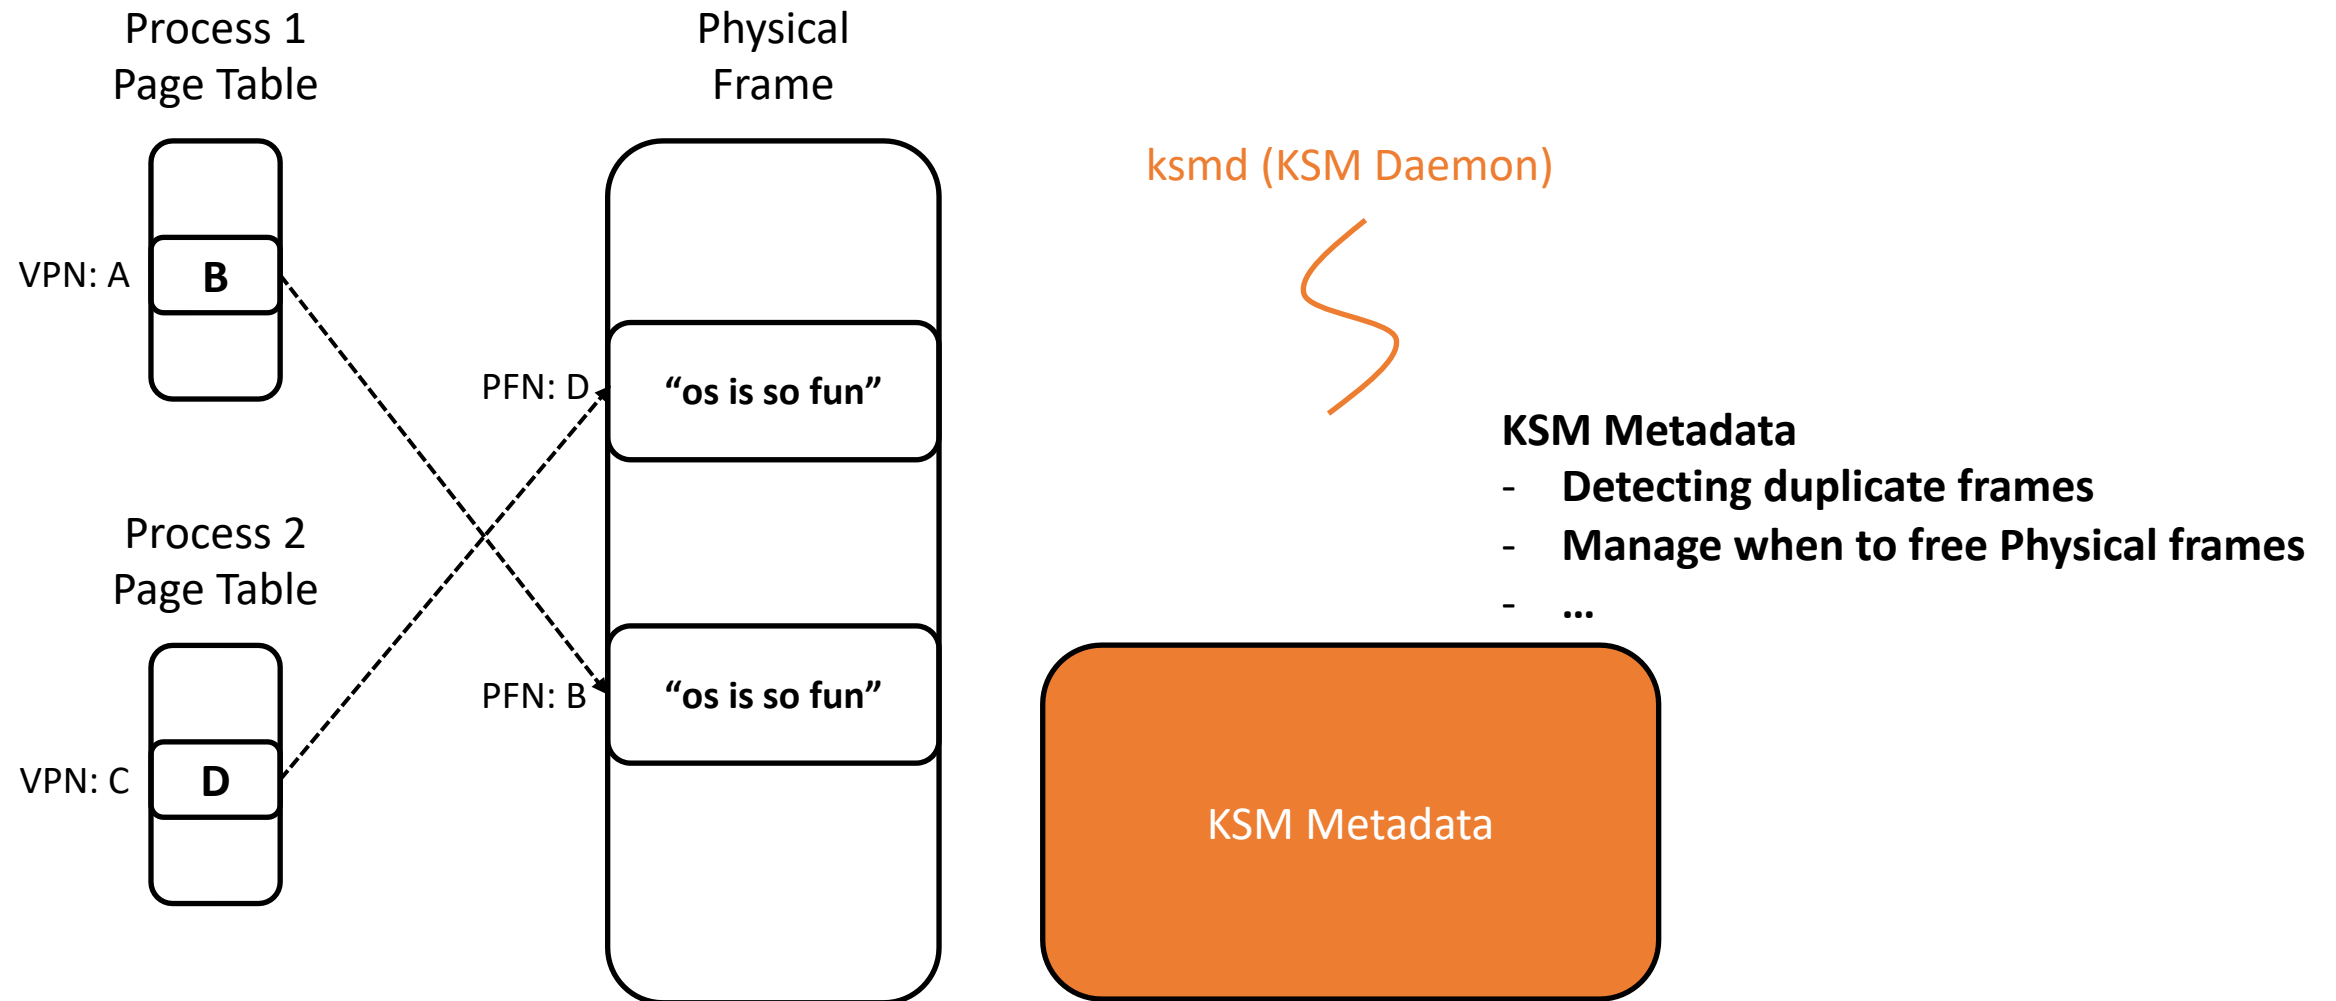 Process 1
Page Table
VPN: A
B
Process 2
Page Table
VPN: C
D
Physical
Frame
PFN: D
“os is so fun”
PFN: B
“os is so fun”
ksmd (KSM Daemon)
KSM Metadata
- Detecting duplicate frames
- Manage when to free Physical frames
- ...
KSM Metadata